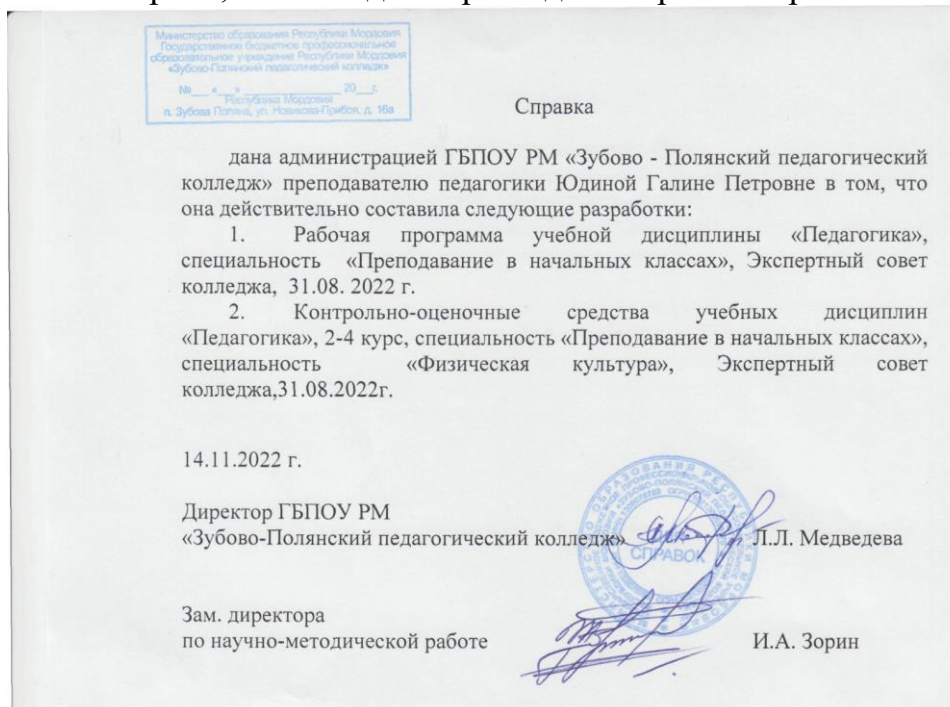 Министерство образования Республики Мордовия
Государственное бюджетное профессиональное
образовательное учреждение Республики Мордовия
«Зубово-Полянский педагогический колледж»
№___ «___» ______________ 20___г.
Республика Мордовия
п. Зубова Поляна, ул. Новикова-Прибоя, д. 16а
Справка
дана администрацией ГБПОУ РМ «Зубово - Полянский педагогический
колледж» преподавателю педагогики Юдиной Галине Петровне в том, что
она действительно составила следующие разработки:
1. Рабочая программа учебной дисциплины «Педагогика»,
специальность «Преподавание в начальных классах», Экспертный совет
колледжа, 31.08. 2022 г.
2. Контрольно-оценочные средства учебных дисциплин
«Педагогика», 2-4 курс, специальность «Преподавание в начальных классах»,
специальность «Физическая культура», Экспертный совет
колледжа,31.08.2022г.
14.11.2022 г.
Директор ГБПОУ РМ
«Зубово-Полянский педагогический колледж» Л.Л. Медведева
СПРАВОК
Зам. директора
по научно-методической работе И.А. Зорин